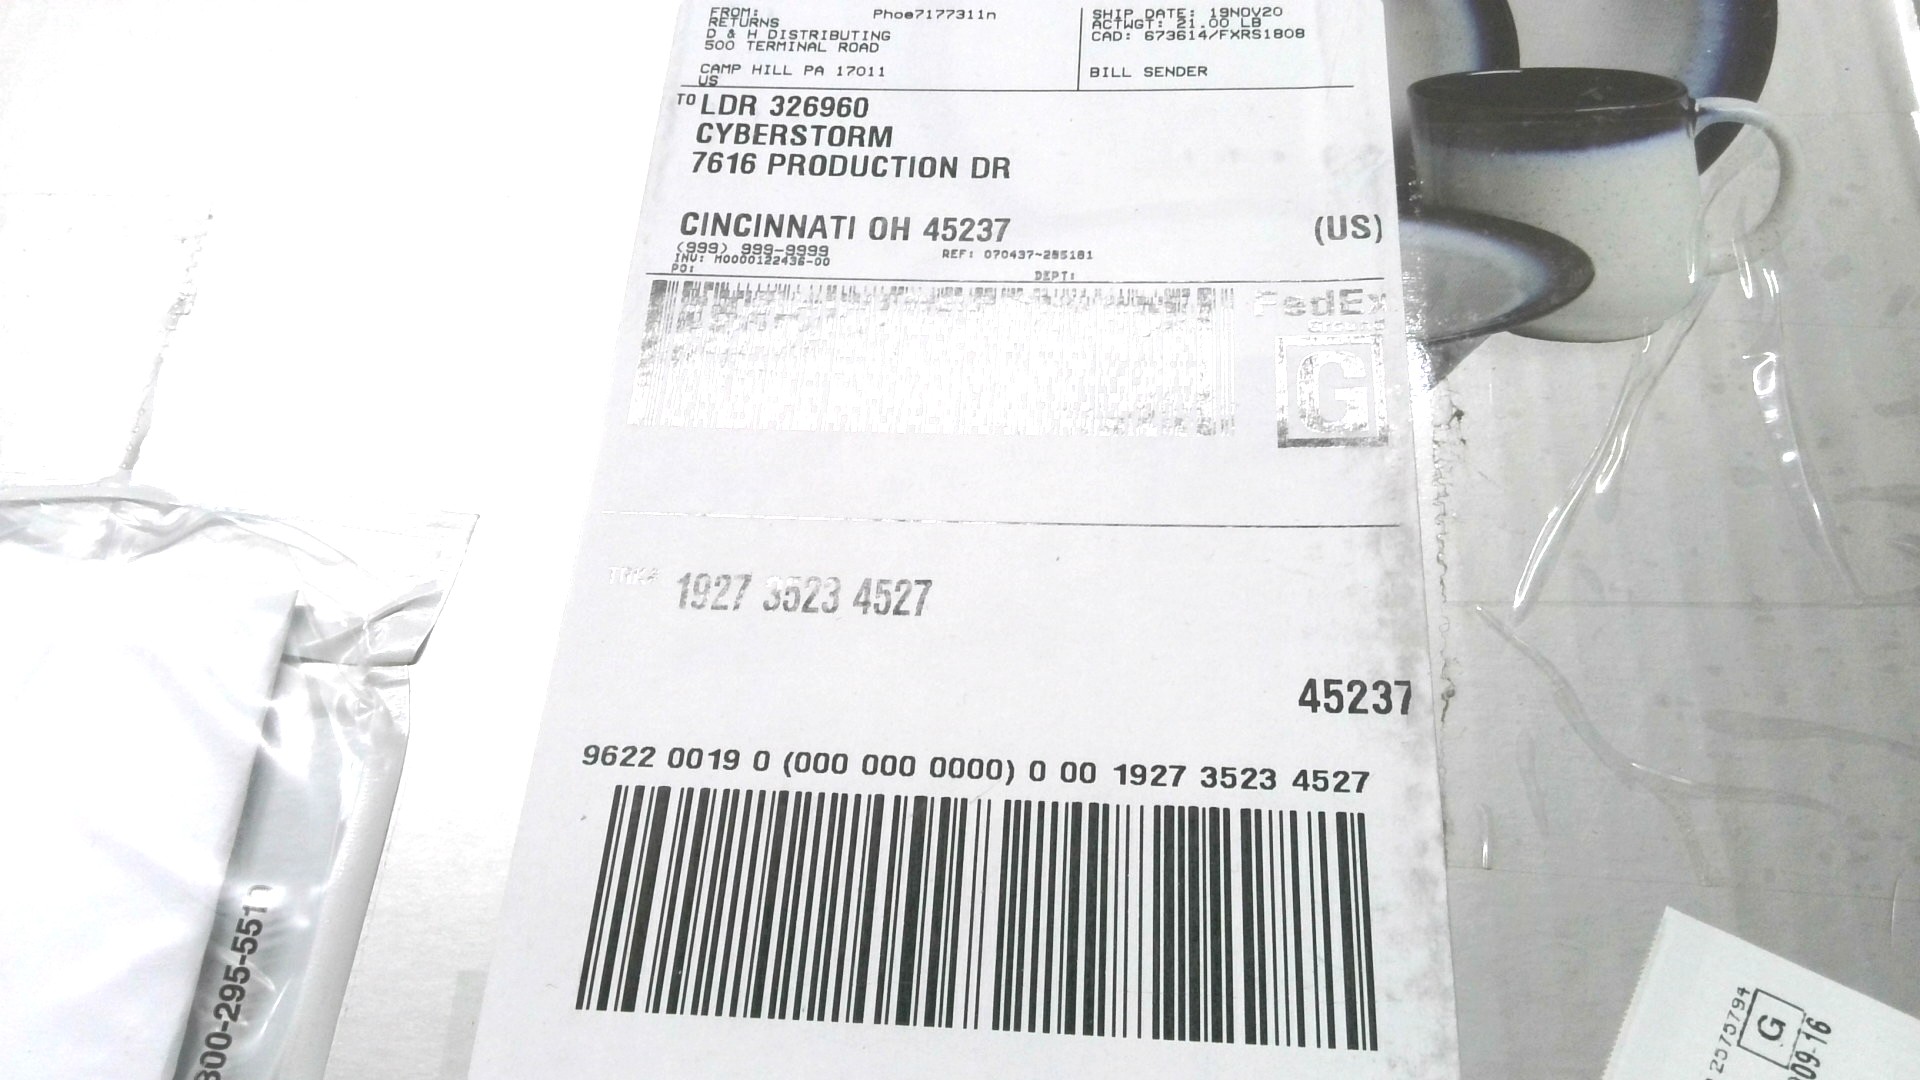 FROM:
Phoe7177311n
RETURNS
D & H DISTRIBUTING
500 TERMINAL ROAD
CAMP HILL PA 17011
US
SHIP DATE: 19NOV20
ACTWGT: 21.00 LB
CAD: 673614/FXRS1808
BILL SENDER
TO LDR 326960
CYBERSTORM
7616 PRODUCTION DR
CINCINNATI OH 45237
(US)
(999) 999-9999
REF: 070437-285181
INV: M0000122436-00
PO:
DEPT:
FedEx
Ground
G
TRK# 1927 3523 4527
45237
9622 0019 0 (000 000 0000) 0 00 1927 3523 4527
G
09-16